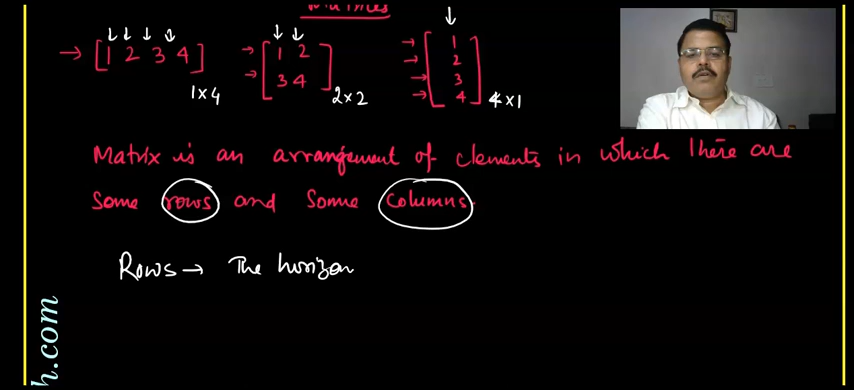 Matrices
[1 2 3 4] 1×4
[1 2
3 4] 2×2
[1
2
3
4] 4×1
Matrix is an arrangement of elements in which there are
some rows and some columns.
Rows → The horizon
h.com